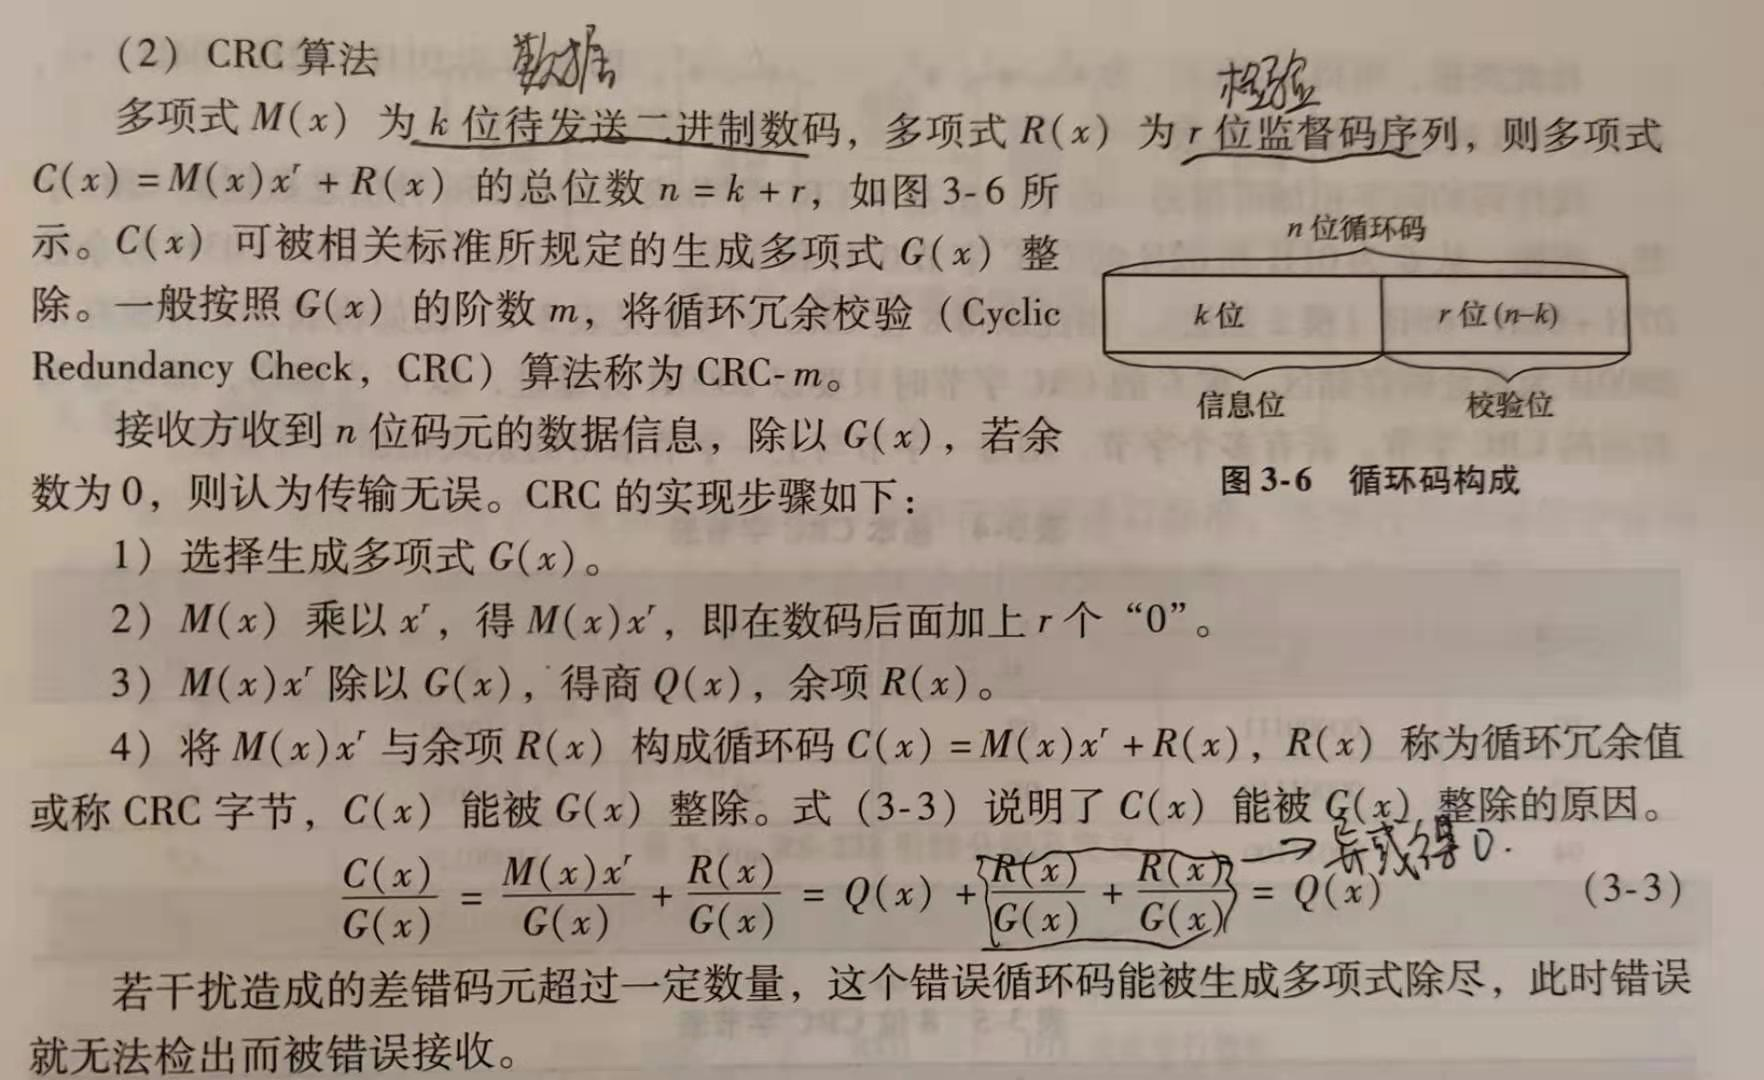 (2) CRC 算法
数据
检验
多项式 M(x) 为 k 位待发送二进制数码，多项式 R(x) 为 r 位监督码序列，则多项式
C(x) = M(x)xʳ + R(x) 的总位数 n = k + r，如图 3-6 所
示。C(x) 可被相关标准所规定的生成多项式 G(x) 整
除。一般按照 G(x) 的阶数 m，将循环冗余校验（Cyclic
Redundancy Check，CRC）算法称为 CRC-m。
接收方收到 n 位码元的数据信息，除以 G(x)，若余
数为 0，则认为传输无误。CRC 的实现步骤如下：
n 位循环码
k 位
r 位(n-k)
信息位
校验位
图 3-6 循环码构成
1）选择生成多项式 G(x)。
2）M(x) 乘以 xʳ，得 M(x)xʳ，即在数码后面加上 r 个“0”。
3）M(x)xʳ 除以 G(x)，得商 Q(x)，余项 R(x)。
4）将 M(x)xʳ 与余项 R(x) 构成循环码 C(x) = M(x)xʳ + R(x)，R(x) 称为循环冗余值
或称 CRC 字节，C(x) 能被 G(x) 整除。式（3-3）说明了 C(x) 能被 G(x) 整除的原因。
→ 异或得0.
C(x)/G(x) = M(x)xʳ/G(x) + R(x)/G(x) = Q(x) + R(x)/G(x) + R(x)/G(x) = Q(x) (3-3)
若干扰造成的差错码元超过一定数量，这个错误循环码能被生成多项式除尽，此时错误
就无法检出而被错误接收。